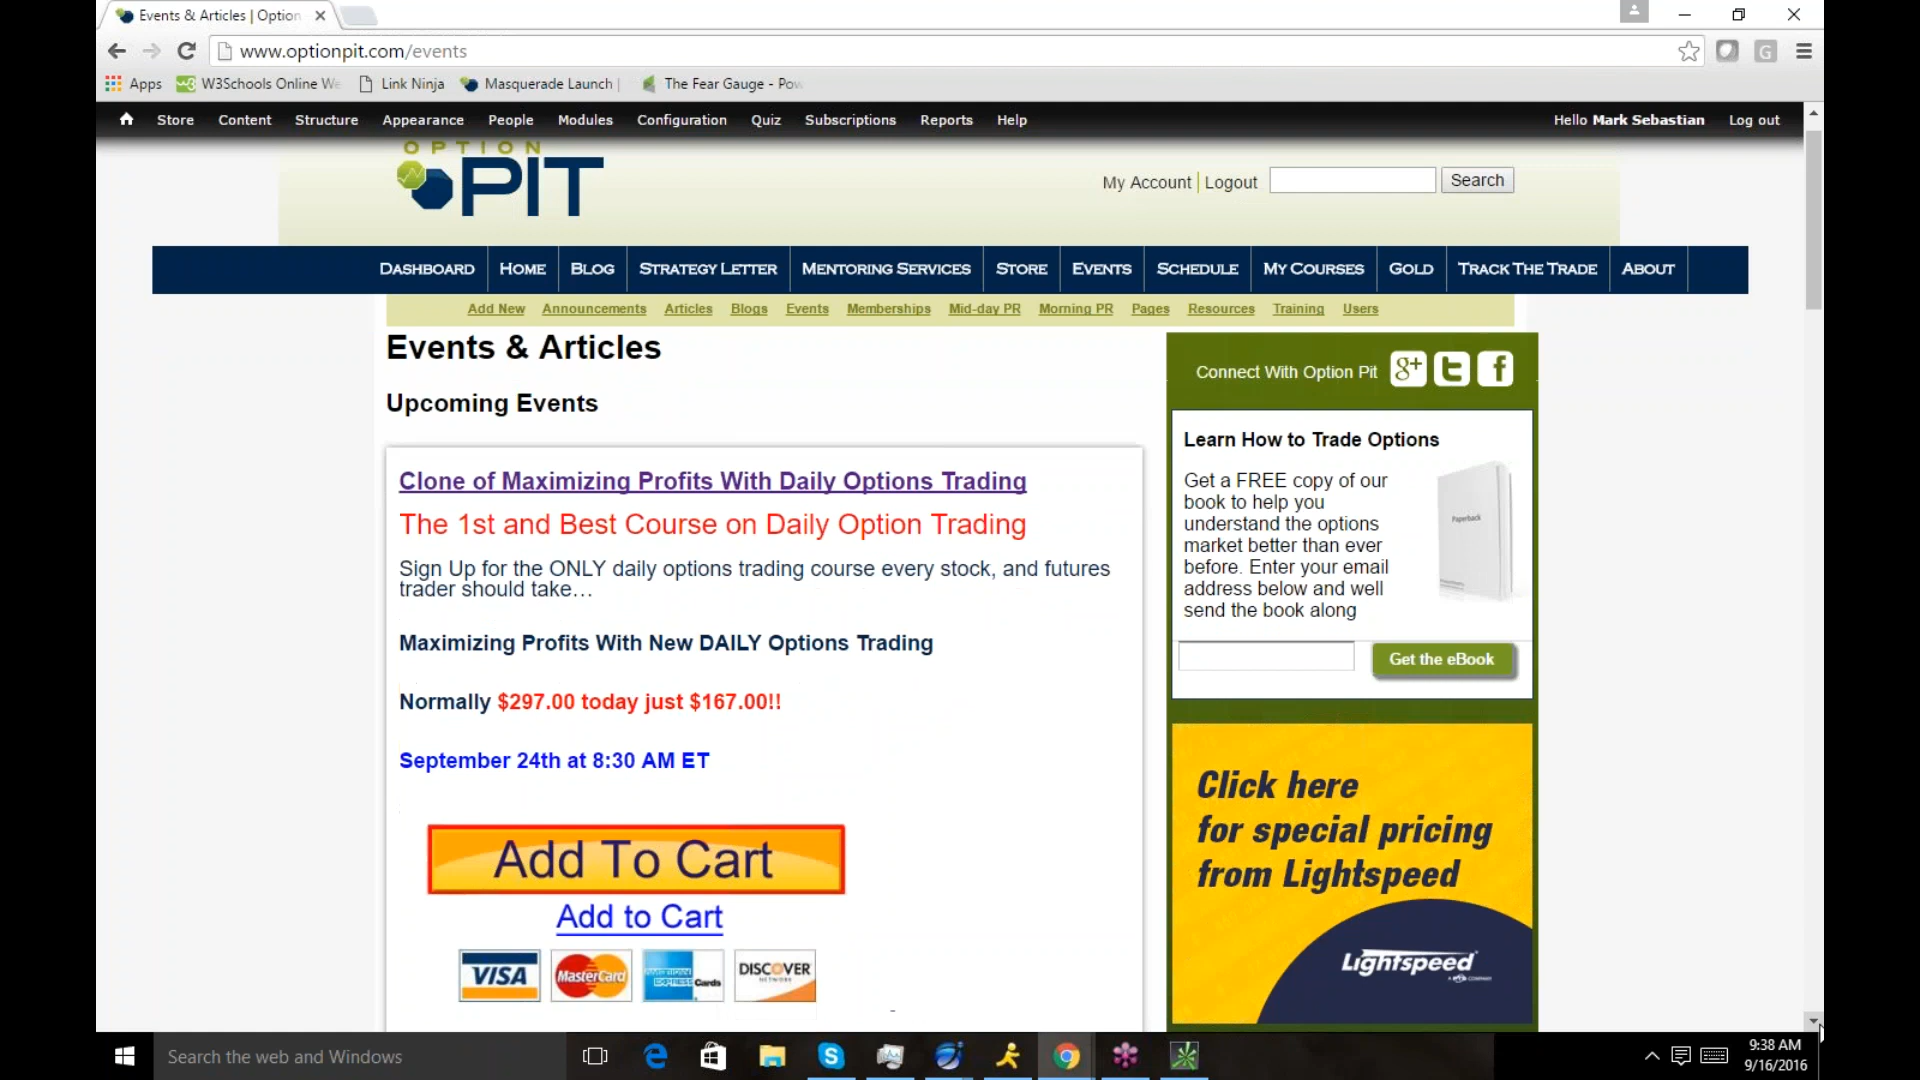 Events & Articles | Option
www.optionpit.com/events
Apps W3Schools Online We Link Ninja Masquerade Launch | The Fear Gauge - Pow
Store Content Structure Appearance People Modules Configuration Quiz Subscriptions Reports Help Hello Mark Sebastian Log out
OPTION
PIT
My Account Logout Search
DASHBOARD HOME BLOG STRATEGY LETTER MENTORING SERVICES STORE EVENTS SCHEDULE MY COURSES GOLD TRACK THE TRADE ABOUT
Add New Announcements Articles Blogs Events Memberships Mid-day PR Morning PR Pages Resources Training Users
Events & Articles
Upcoming Events
Clone of Maximizing Profits With Daily Options Trading
The 1st and Best Course on Daily Option Trading
Sign Up for the ONLY daily options trading course every stock, and futures
trader should take…
Maximizing Profits With New DAILY Options Trading
Normally $297.00 today just $167.00!!
September 24th at 8:30 AM ET
Add To Cart
Add to Cart
VISA MasterCard AMERICAN EXPRESS Cards DISCOVER NETWORK
Connect With Option Pit g+ t f
Learn How to Trade Options
Get a FREE copy of our
book to help you
understand the options
market better than ever
before. Enter your email
address below and well
send the book along
Paperback
Get the eBook
Click here
for special pricing
from Lightspeed
Lightspeed
Search the web and Windows
9:38 AM
9/16/2016